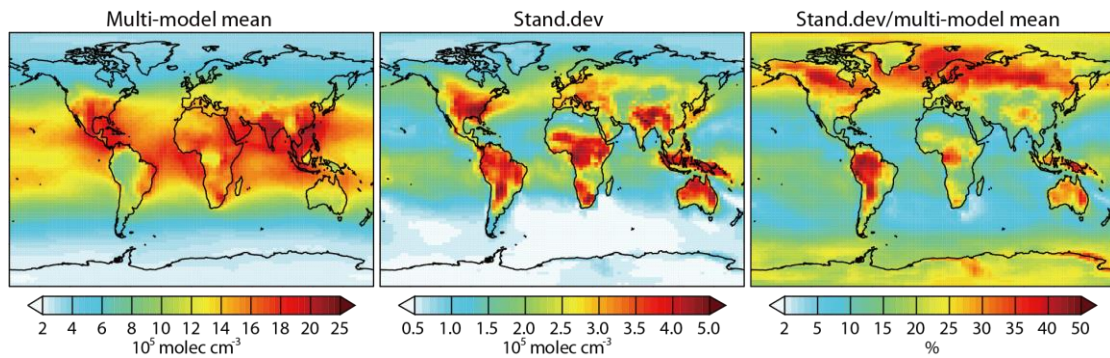 Multi-model mean
Stand.dev
Stand.dev/multi-model mean
2 4 6 8 10 12 14 16 18 20 25
0.5 1.0 1.5 2.0 2.5 3.0 3.5 4.0 5.0
2 5 10 15 20 25 30 35 40 50
10⁵ molec cm⁻³
10⁵ molec cm⁻³
%